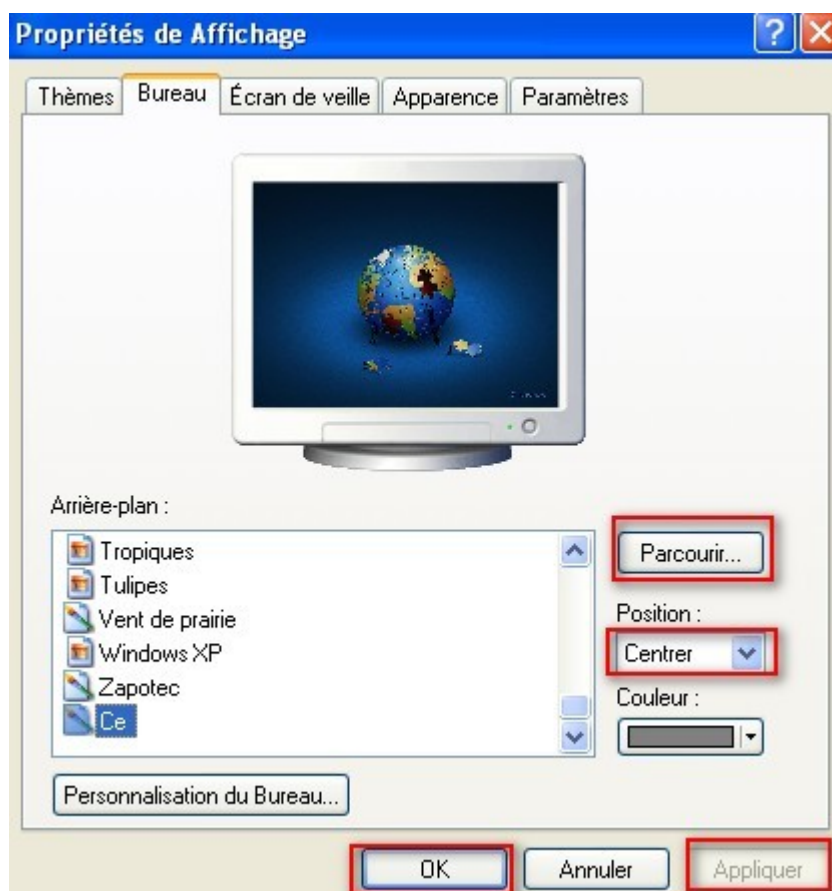 Propriétés de Affichage
Thèmes Bureau Écran de veille Apparence Paramètres
Arrière-plan :
Tropiques
Tulipes
Vent de prairie
Windows XP
Zapotec
Ce
Parcourir...
Position :
Centrer
Couleur :
Personnalisation du Bureau...
OK Annuler Appliquer